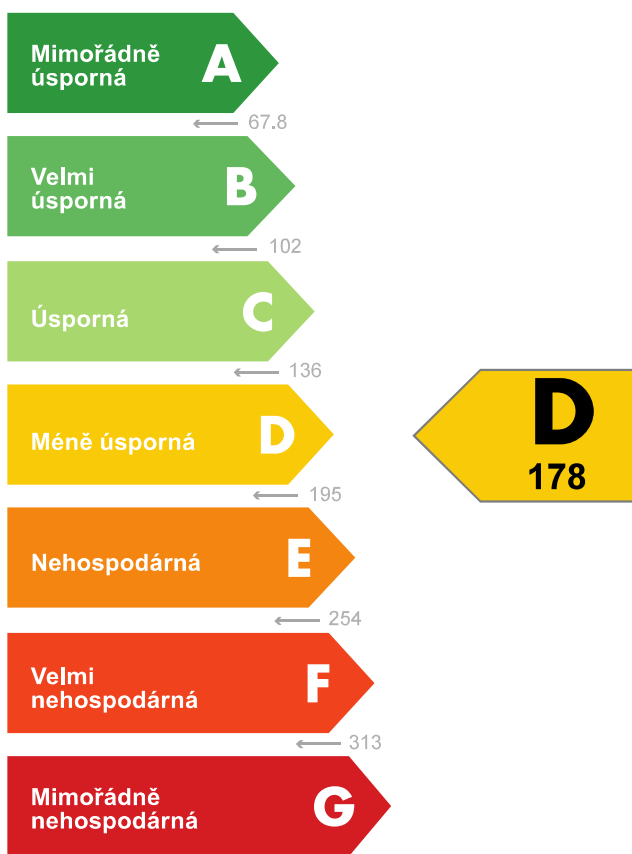 Mimořádně
úsporná
A
67.8
Velmi
úsporná
B
102
Úsporná
C
136
Méně úsporná
D
D
178
195
Nehospodárná
E
254
Velmi
nehospodárná
F
313
Mimořádně
nehospodárná
G